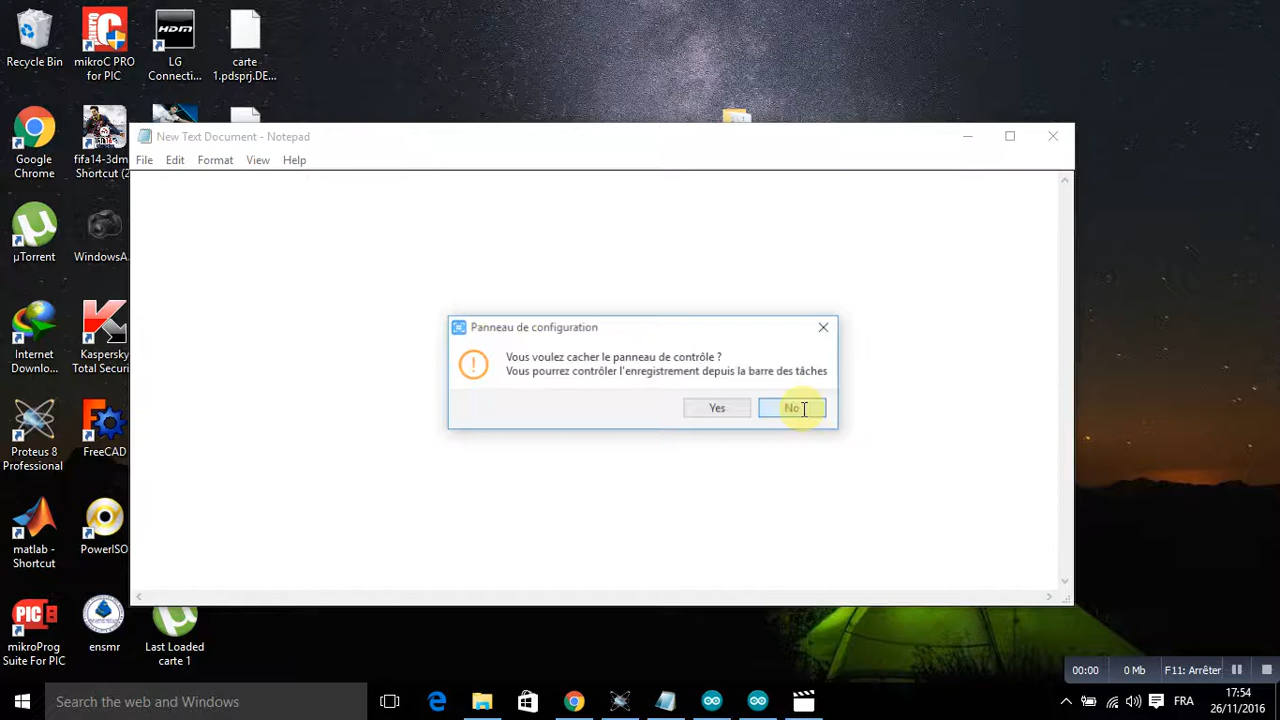 Recycle Bin
mikroC PRO
for PIC
LG
Connecti...
HDM
carte
1.pdsprj.DE...
Google
Chrome
fifa14-3dm
Shortcut (2
New Text Document - Notepad
File Edit Format View Help
µTorrent
WindowsA.
Panneau de configuration
Vous voulez cacher le panneau de contrôle ?
Vous pourrez contrôler l'enregistrement depuis la barre des tâches
Yes
No
Internet
Downlo...
Kaspersky
Total Securi
Proteus 8
Professional
FreeCAD
matlab -
Shortcut
PowerISO
PIC 8
mikroProg
Suite For PIC
ensmr
Last Loaded
carte 1
00:00
0 Mb
F11: Arrêter
Search the web and Windows
FR
17:54
26/11/2016